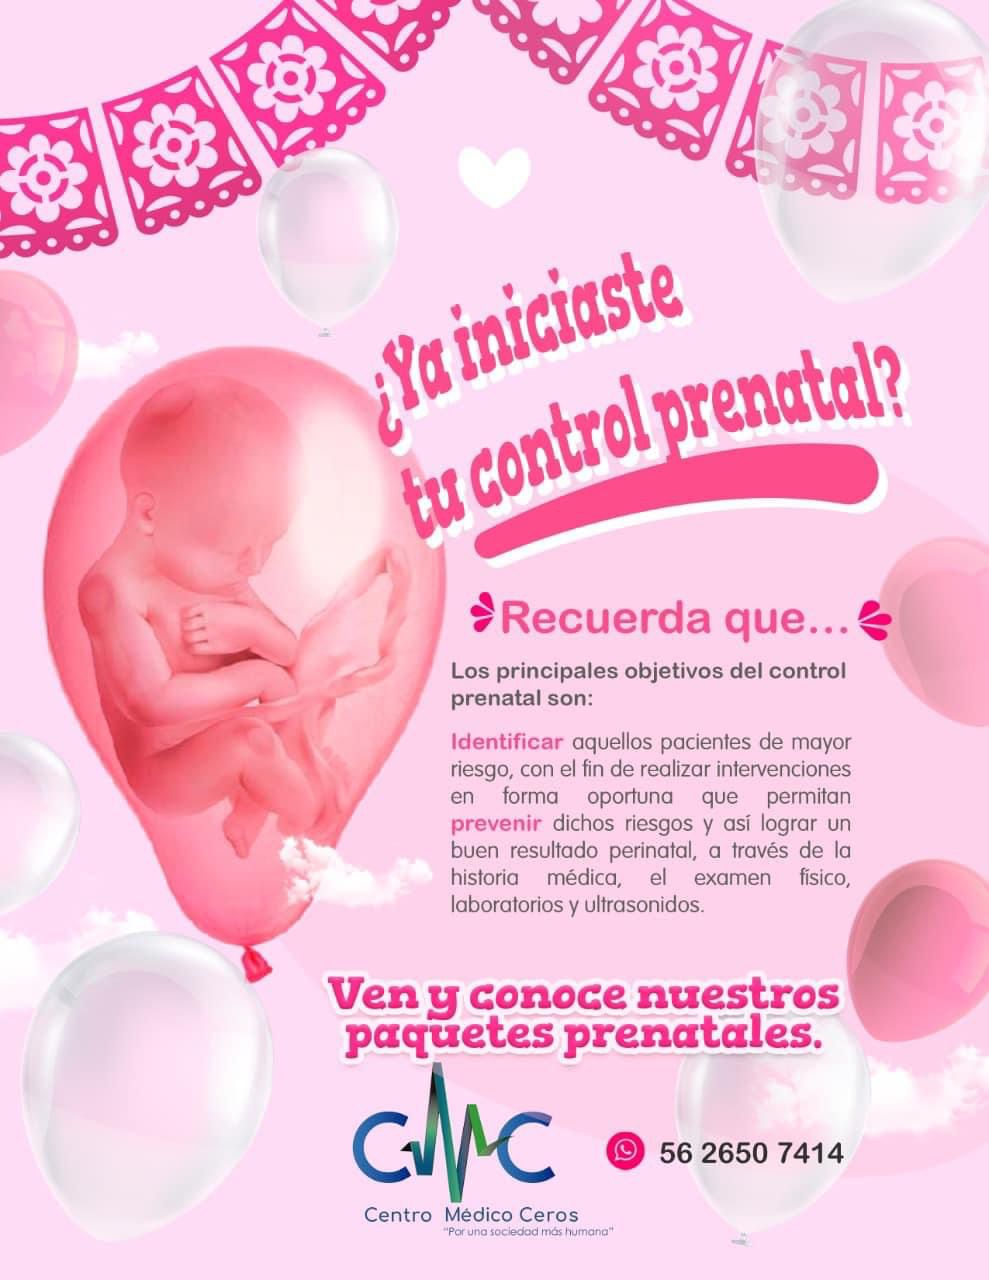 ¿Ya iniciaste
tu control prenatal?
Recuerda que...
Los principales objetivos del control
prenatal son:
Identificar aquellos pacientes de mayor
riesgo, con el fin de realizar intervenciones
en forma oportuna que permitan
prevenir dichos riesgos y así lograr un
buen resultado perinatal, a través de la
historia médica, el examen físico,
laboratorios y ultrasonidos.
Ven y conoce nuestros
paquetes prenatales.
CMC
56 2650 7414
Centro Médico Ceros
"Por una sociedad más humana"